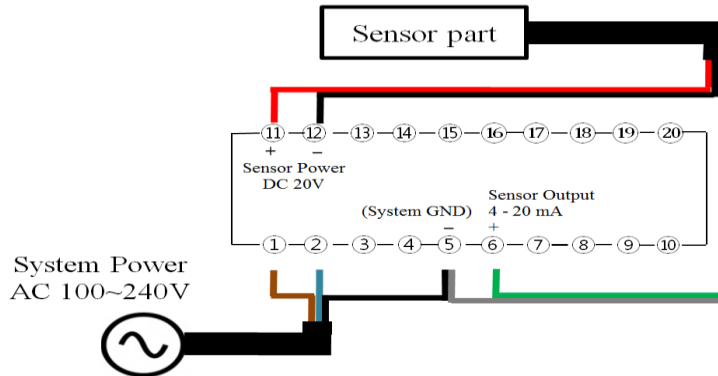 Sensor part
11 12 13 14 15 16 17 18 19 20
+ −
Sensor Power
DC 20V
Sensor Output
(System GND) 4 - 20 mA
− +
1 2 3 4 5 6 7 8 9 10
System Power
AC 100~240V